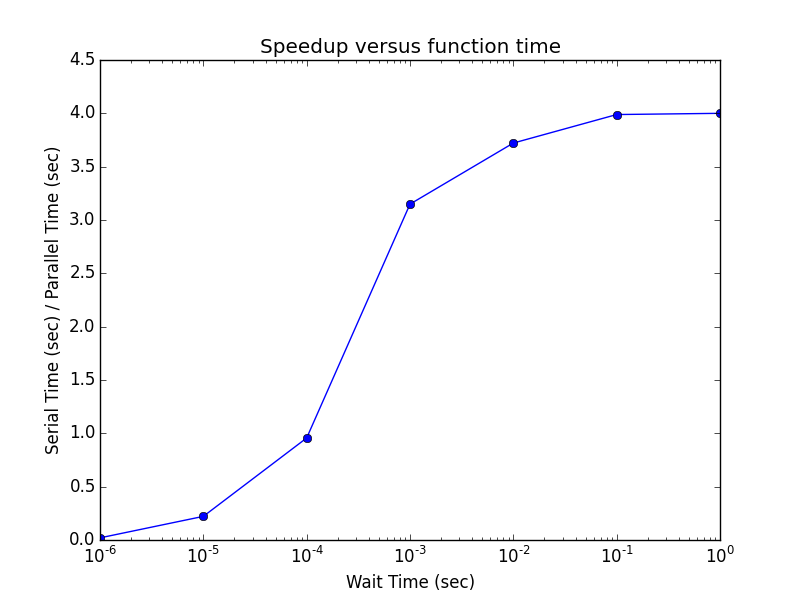 Speedup versus function time
Serial Time (sec) / Parallel Time (sec)
4.5
4.0
3.5
3.0
2.5
2.0
1.5
1.0
0.5
0.0
10⁻⁶ 10⁻⁵ 10⁻⁴ 10⁻³ 10⁻² 10⁻¹ 10⁰
Wait Time (sec)